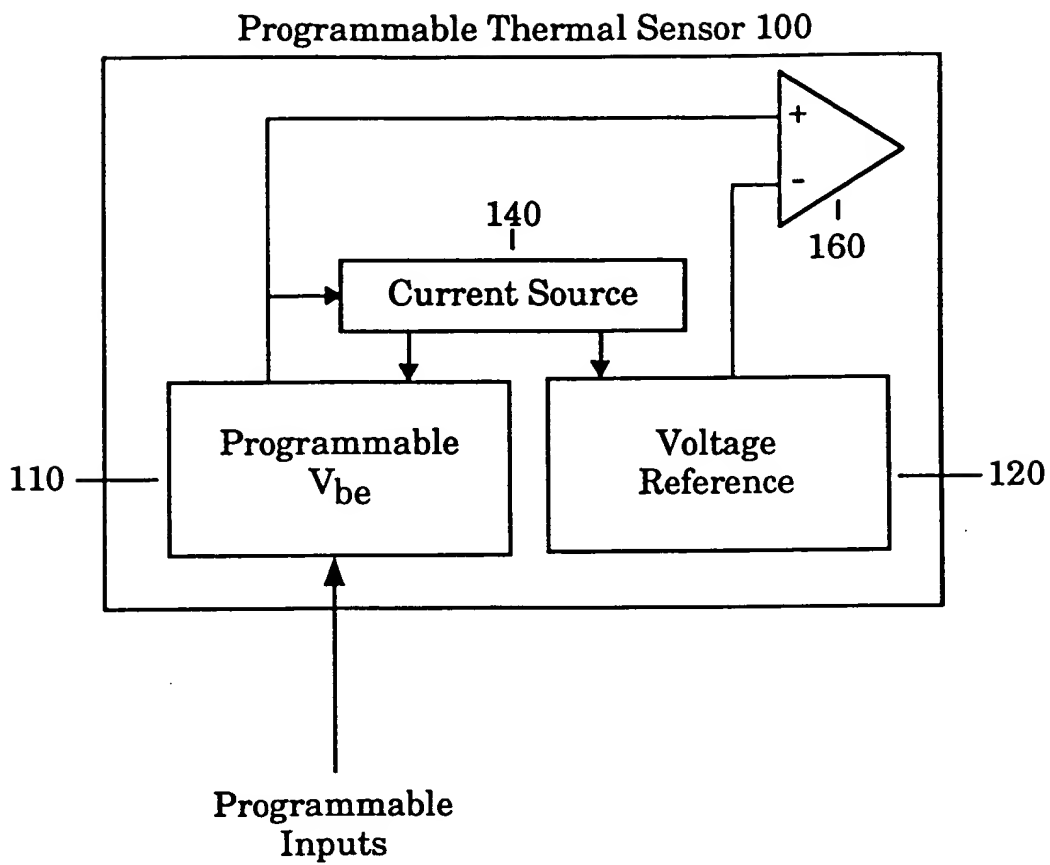 Programmable Thermal Sensor 100
+
-
160
140
Current Source
Programmable
Vbe
Voltage
Reference
110
120
Programmable
Inputs